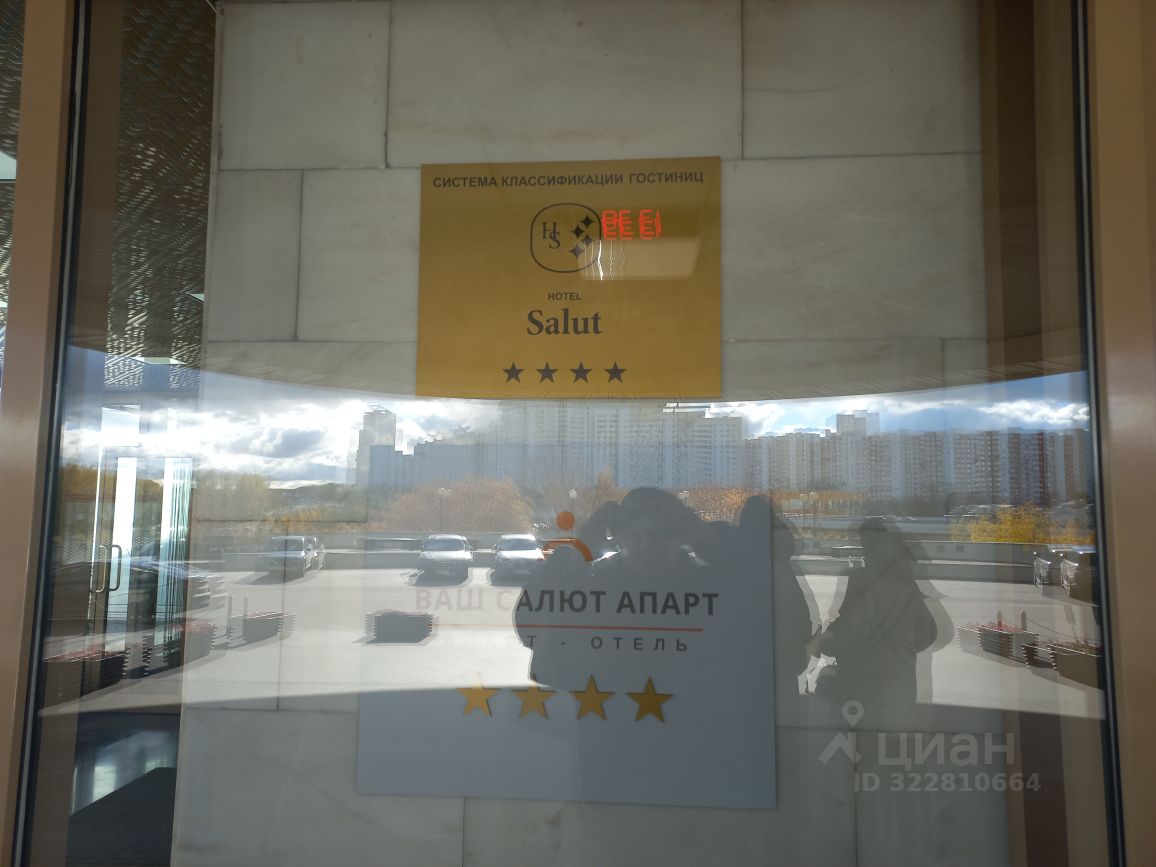 СИСТЕМА КЛАССИФИКАЦИИ ГОСТИНИЦ
HS
HOTEL
Salut
ВАШ САЛЮТ АПАРТ
- ОТЕЛЬ
циан
ID 322810664